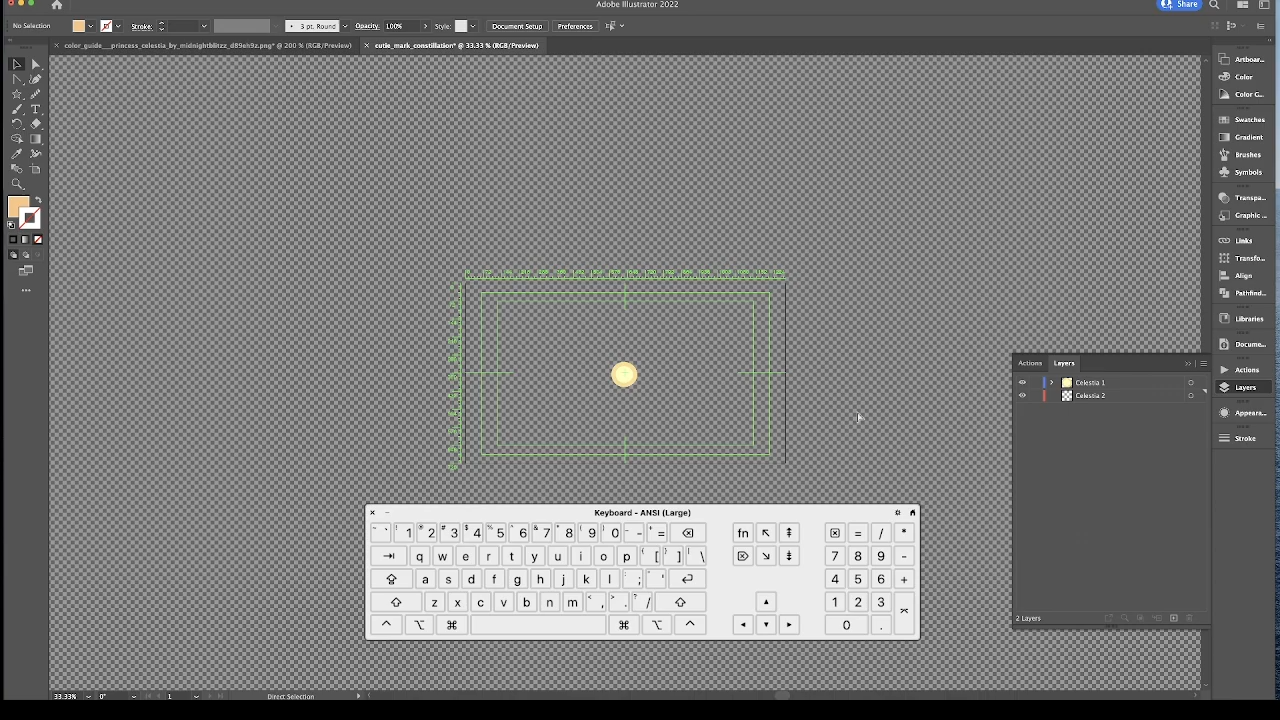 Adobe Illustrator 2022
Share
No Selection
Stroke:
3 pt. Round
Opacity: 100%
Style:
Document Setup
Preferences
color_guide__princess_celestia_by_midnightblitzz_d89eh9z.png* @ 200 % (RGB/Preview)
cutie_mark_constillation* @ 33.33 % (RGB/Preview)
Artboar...
Color
Color G...
Swatches
Gradient
Brushes
Symbols
Transpa...
Graphic ...
Links
Transfo...
Align
Pathfind...
Libraries
Docume...
Actions
Layers
Appeara...
Stroke
Actions Layers
Celestia 1
Celestia 2
2 Layers
Keyboard - ANSI (Large)
~ ` ! 1 @ 2 # 3 $ 4 % 5 ^ 6 & 7 * 8 ( 9 ) 0 _ - + = fn = / *
q w e r t y u i o p { [ } ] | \ 7 8 9 -
a s d f g h j k l : ; " ' 4 5 6 +
z x c v b n m < , > . ? / 1 2 3
^ ⌥ ⌘ ⌘ ⌥ ^ 0 .
33.33%
0°
1
Direct Selection